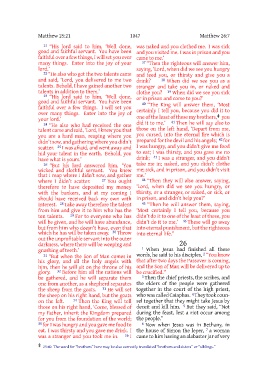 Matthew 25:21
1047
Matthew 26:7
21 "His lord said to him, 'Well done,
good and faithful servant. You have been
faithful over a few things, I will set you over
many things. Enter into the joy of your
lord.'
22 "He also who got the two talents came
and said, 'Lord, you delivered to me two
talents. Behold, I have gained another two
talents in addition to them.'
23 "His lord said to him, 'Well done,
good and faithful servant. You have been
faithful over a few things. I will set you
over many things. Enter into the joy of
your lord.'
24 "He also who had received the one
talent came and said, 'Lord, I knew you that
you are a hard man, reaping where you
didn't sow, and gathering where you didn't
scatter. 25 I was afraid, and went away and
hid your talent in the earth. Behold, you
have what is yours.'
26 "But his lord answered him, 'You
wicked and slothful servant. You knew
that I reap where I didn't sow, and gather
where I didn't scatter. 27 You ought
therefore to have deposited my money
with the bankers, and at my coming I
should have received back my own with
interest. 28 Take away therefore the talent
from him and give it to him who has the
ten talents. 29 For to everyone who has
will be given, and he will have abundance,
but from him who doesn't have, even that
which he has will be taken away. 30 Throw
out the unprofitable servant into the outer
darkness, where there will be weeping and
gnashing of teeth.'
31 "But when the Son of Man comes in
his glory, and all the holy angels with
him, then he will sit on the throne of his
glory. 32 Before him all the nations will
be gathered, and he will separate them
one from another, as a shepherd separates
the sheep from the goats. 33 He will set
the sheep on his right hand, but the goats
on the left. 34 Then the King will tell
those on his right hand, 'Come, blessed of
my Father, inherit the Kingdom prepared
for you from the foundation of the world;
35 for I was hungry and you gave me food to
eat. I was thirsty and you gave me drink. I
was a stranger and you took me in. 36 I
was naked and you clothed me. I was sick
and you visited me. I was in prison and you
came to me.'
37 "Then the righteous will answer him,
saying, 'Lord, when did we see you hungry
and feed you, or thirsty and give you a
drink? 38 When did we see you as a
stranger and take you in, or naked and
clothe you? 39 When did we see you sick
or in prison and come to you?'
40 "The King will answer them, 'Most
certainly I tell you, because you did it to
one of the least of these my brothers, you
did it to me.' 41 Then he will say also to
those on the left hand, 'Depart from me,
you cursed, into the eternal fire which is
prepared for the devil and his angels; 42 for
I was hungry, and you didn't give me food
to eat; I was thirsty, and you gave me no
drink; 43 I was a stranger, and you didn't
take me in; naked, and you didn't clothe
me; sick, and in prison, and you didn't visit
me.'
44 "Then they will also answer, saying,
'Lord, when did we see you hungry, or
thirsty, or a stranger, or naked, or sick, or
in prison, and didn't help you?'
45 "Then he will answer them, saying,
'Most certainly I tell you, because you
didn't do it to one of the least of these, you
didn't do it to me.' 46 These will go away
into eternal punishment, but the righteous
into eternal life."
26
1 When Jesus had finished all these
words, he said to his disciples, 2 "You know
that after two days the Passover is coming,
and the Son of Man will be delivered up to
be crucified."
3 Then the chief priests, the scribes, and
the elders of the people were gathered
together in the court of the high priest,
who was called Caiaphas. 4 They took coun-
sel together that they might take Jesus by
deceit and kill him. 5 But they said, "Not
during the feast, lest a riot occur among
the people."
6 Now when Jesus was in Bethany, in
the house of Simon the leper, 7 a woman
came to him having an alabaster jar of very
25:40 The word for "brothers" here may be also correctly translated "brothers and sisters" or "siblings."